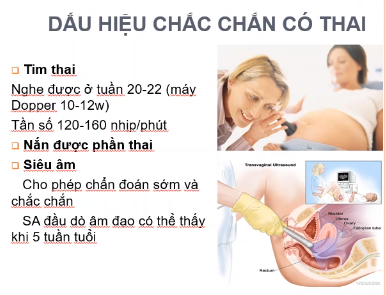 DẤU HIỆU CHẮC CHẮN CÓ THAI
Tim thai
Nghe được ở tuần 20-22 (máy
Dopper 10-12w)
Tần số 120-160 nhịp/phút
Nắn được phần thai
Siêu âm
Cho phép chẩn đoán sớm và
chắc chắn
SA đầu dò âm đạo có thể thấy
khi 5 tuần tuổi
Transvaginal Ultrasound
Bladder
Uterus
Ovary
Fallopian tube
Rectum